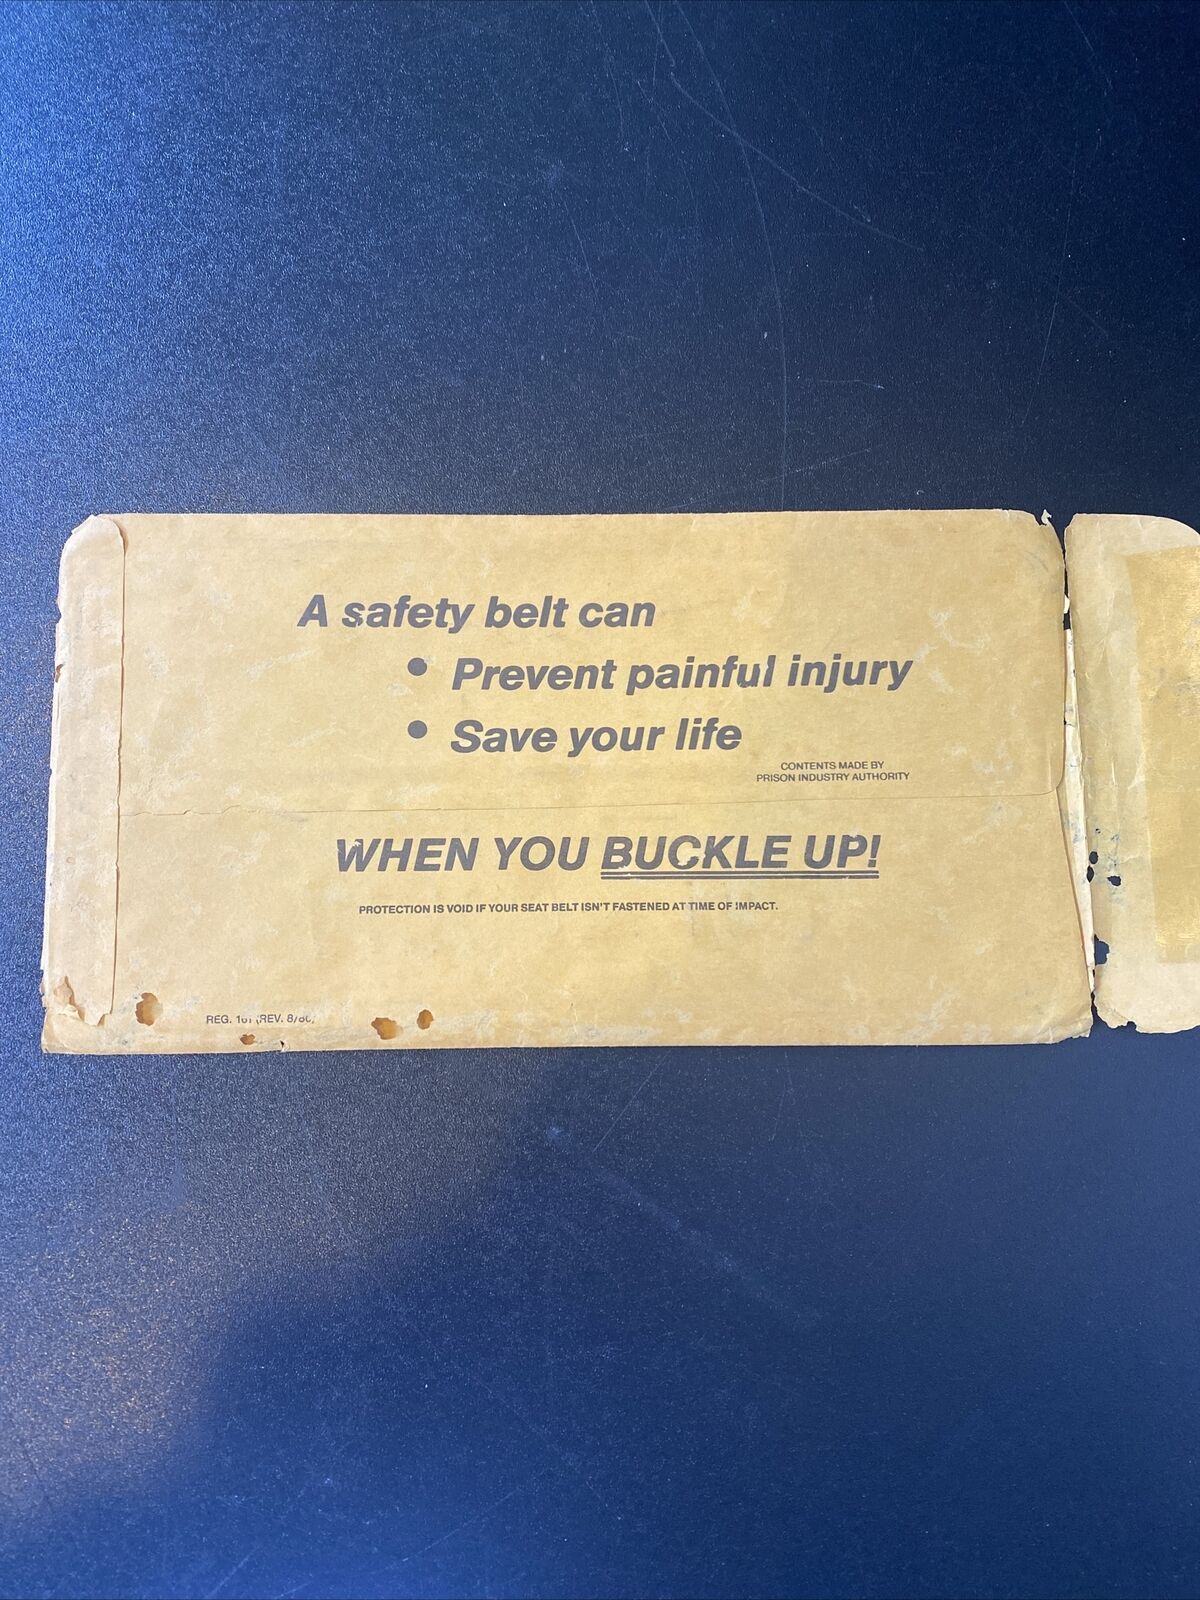 A safety belt can
• Prevent painful injury
• Save your life
CONTENTS MADE BY
PRISON INDUSTRY AUTHORITY
WHEN YOU BUCKLE UP!
PROTECTION IS VOID IF YOUR SEAT BELT ISN'T FASTENED AT TIME OF IMPACT.
REG. (REV.